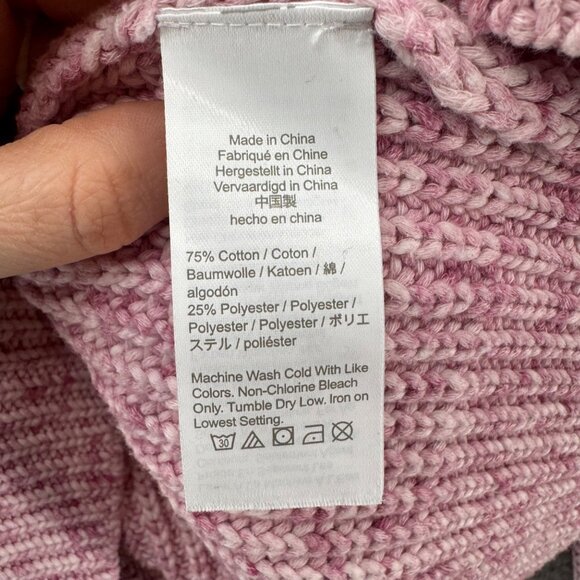 Made in China
Fabriqué en Chine
Hergestellt in China
Vervaardigd in China
中国製
hecho en china
75% Cotton / Coton /
Baumwolle / Katoen / 綿 /
algodón
25% Polyester / Polyester /
Polyester / Polyester / ポリエ
ステル / poliéster
Machine Wash Cold With Like
Colors. Non-Chlorine Bleach
Only. Tumble Dry Low. Iron on
Lowest Setting.
30